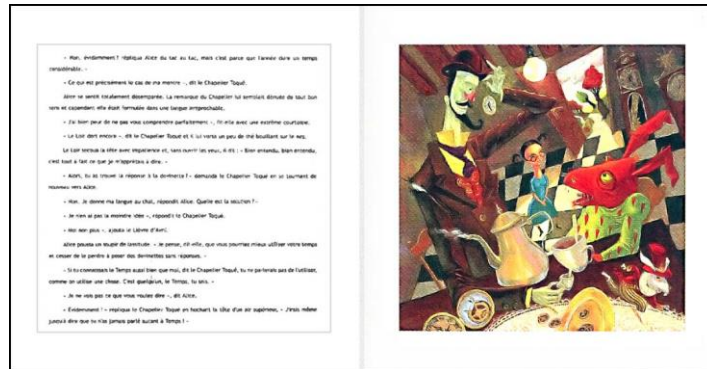 « Non, évidemment ! répliqua Alice du tac au tac, mais c'est parce que l'année dure un temps
considérable. »
« Ce qui est précisément le cas de ma montre », dit le Chapelier Toqué.
Alice se sentit totalement désemparée. La remarque du Chapelier lui semblait dénuée de tout bon
sens et cependant elle était formulée dans une langue irréprochable.
« J'ai bien peur de ne pas vous comprendre parfaitement », fit-elle avec une extrême courtoisie.
« Le Loir dort encore », dit le Chapelier Toqué et il lui versa un peu de thé bouillant sur le nez.
Le Loir secoua la tête avec impatience et, sans ouvrir les yeux, il dit : « Bien entendu, bien entendu,
c'est tout à fait ce que je m'apprêtais à dire. »
« Alors, tu as trouvé la réponse à la devinette ? » demanda le Chapelier Toqué en se tournant de
nouveau vers Alice.
« Non. Je donne ma langue au chat, répondit Alice. Quelle est la solution ? »
« Je n'en ai pas la moindre idée », répondit le Chapelier Toqué.
« Moi non plus », ajouta le Lièvre d'Avril.
Alice poussa un soupir de lassitude. « Je pense, dit-elle, que vous pourriez mieux utiliser votre temps
et cesser de le perdre à poser des devinettes sans réponses. »
« Si tu connaissais le Temps aussi bien que moi, dit le Chapelier Toqué, tu ne parlerais pas de l'utiliser,
comme on utilise une chose. C'est quelqu'un, le Temps, tu sais. »
« Je ne vois pas ce que vous voulez dire », dit Alice.
« Évidemment ! » répliqua le Chapelier Toqué en hochant la tête d'un air suprême. « J'irais même
jusqu'à dire que tu n'as jamais parlé autant à Temps ! »